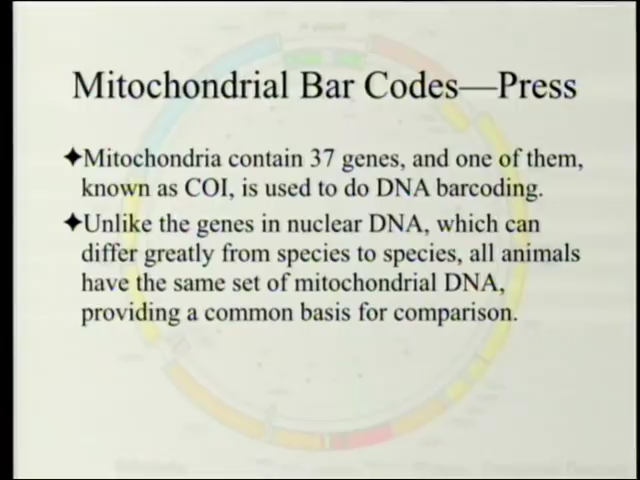 Mitochondrial Bar Codes—Press
✦Mitochondria contain 37 genes, and one of them,
known as COI, is used to do DNA barcoding.
✦Unlike the genes in nuclear DNA, which can
differ greatly from species to species, all animals
have the same set of mitochondrial DNA,
providing a common basis for comparison.